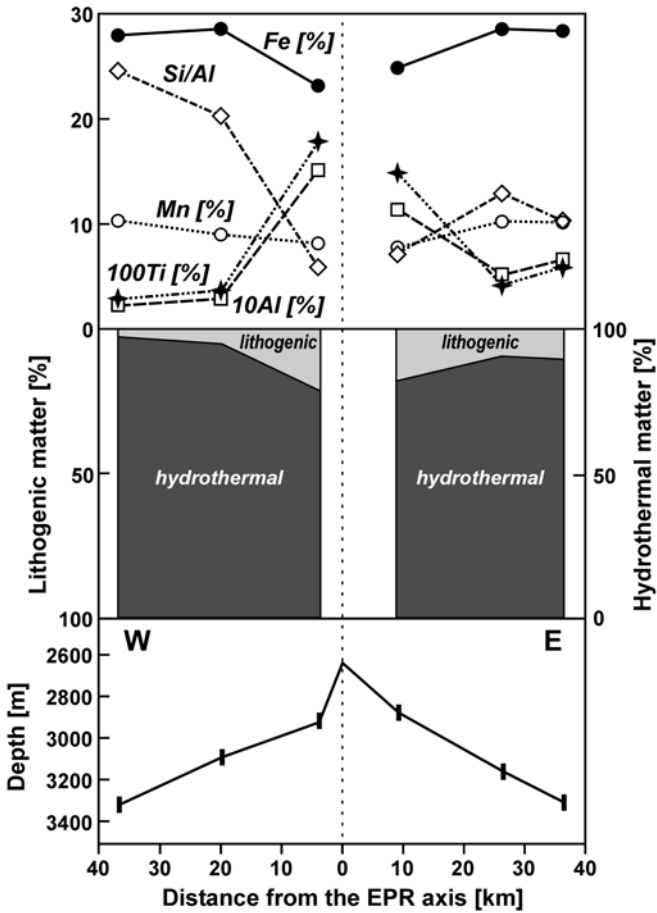 30
20
10
0
Fe [%]
Si/Al
Mn [%]
100Ti [%]
10Al [%]
Lithogenic matter [%]
50
100
lithogenic
hydrothermal
lithogenic
hydrothermal
100
50
0
Hydrothermal matter [%]
W
E
Depth [m]
2600
2800
3000
3200
3400
40 30 20 10 0 10 20 30 40
Distance from the EPR axis [km]